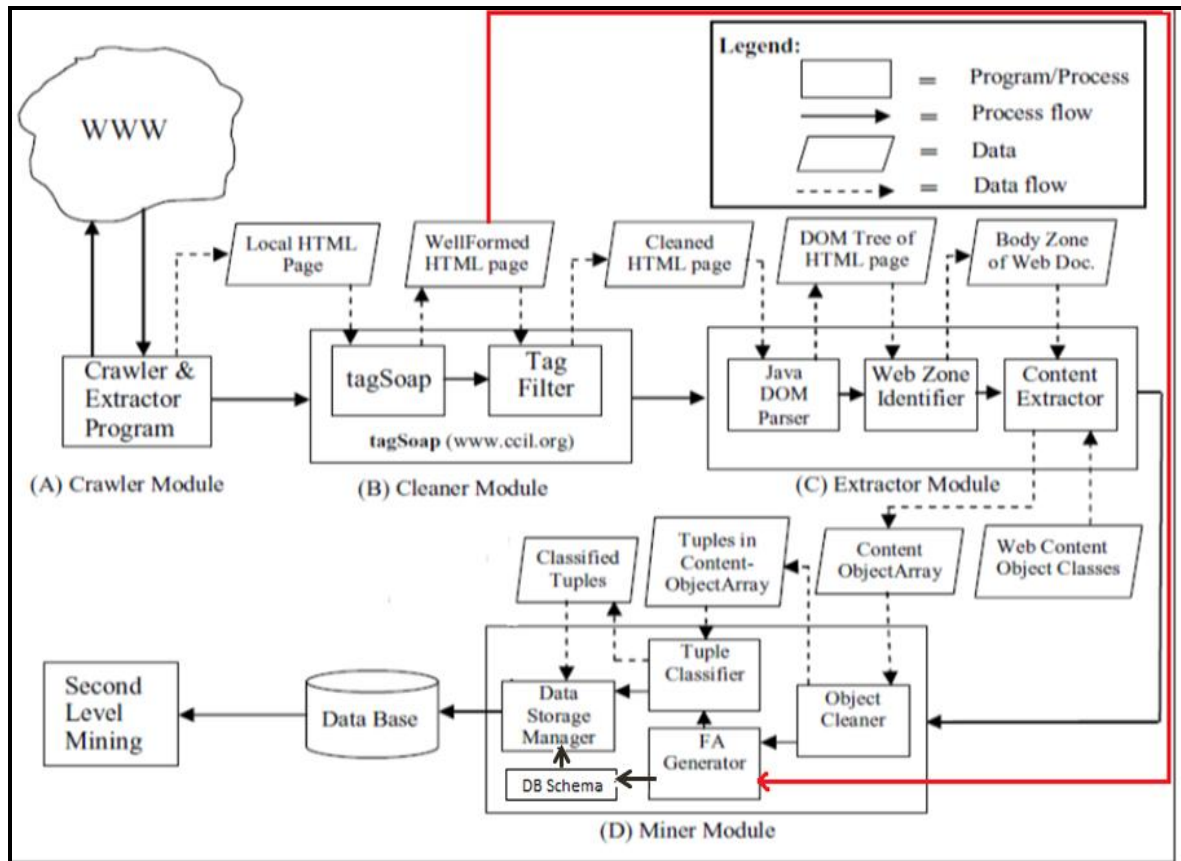 Legend:
= Program/Process
= Process flow
= Data
= Data flow
WWW
Local HTML
Page
WellFormed
HTML page
Cleaned
HTML page
DOM Tree of
HTML page
Body Zone
of Web Doc.
Crawler &
Extractor
Program
tagSoap
Tag
Filter
tagSoap (www.ccil.org)
Java
DOM
Parser
Web Zone
Identifier
Content
Extractor
(A) Crawler Module
(B) Cleaner Module
(C) Extractor Module
Classified
Tuples
Tuples in
Content-
ObjectArray
Content
ObjectArray
Web Content
Object Classes
Second
Level
Mining
Data Base
Data
Storage
Manager
Tuple
Classifier
Object
Cleaner
FA
Generator
DB Schema
(D) Miner Module